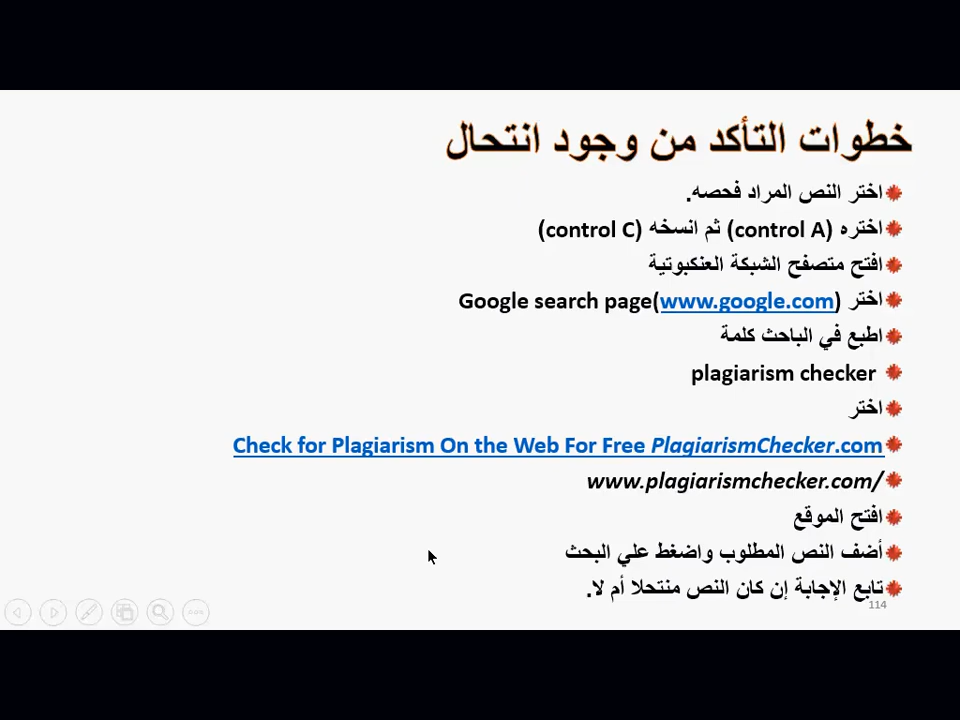 خطوات التأكد من وجود انتحال
اختر النص المراد فحصه.
اختره (control A) ثم انسخه (control C)
افتح متصفح الشبكة العنكبوتية
اختر Google search page(www.google.com)
اطبع في الباحث كلمة
plagiarism checker
اختر
Check for Plagiarism On the Web For Free PlagiarismChecker.com
www.plagiarismchecker.com/
افتح الموقع
أضف النص المطلوب واضغط علي البحث
تابع الإجابة إن كان النص منتحلا أم لا.
114